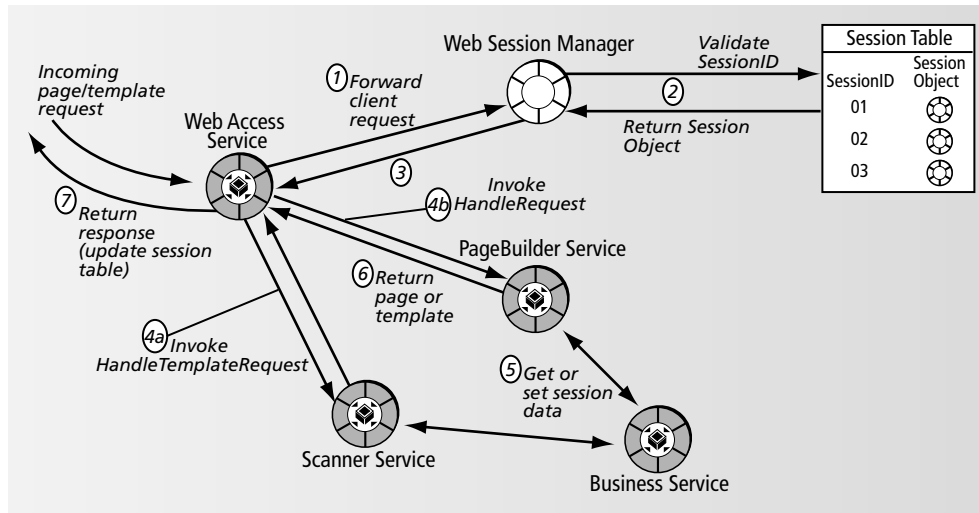 Incoming
page/template
request
Web Access
Service
1 Forward
client
request
Web Session Manager
Validate
SessionID
2
Return Session
Object
Session Table
SessionID
Session
Object
01
02
03
3
7 Return
response
(update session
table)
4b Invoke
HandleRequest
PageBuilder Service
6 Return
page or
template
4a Invoke
HandleTemplateRequest
5 Get or
set session
data
Scanner Service
Business Service